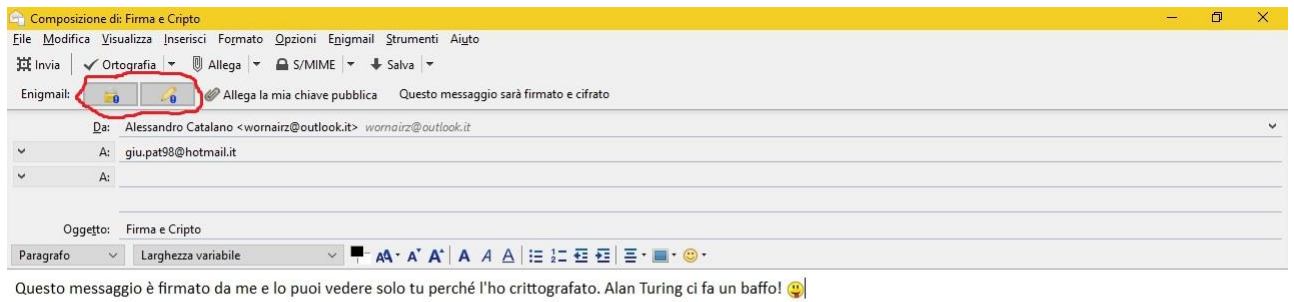 Composizione di: Firma e Cripto
File Modifica Visualizza Inserisci Formato Opzioni Enigmail Strumenti Aiuto
Invia Ortografia Allega S/MIME Salva
Enigmail: Allega la mia chiave pubblica Questo messaggio sarà firmato e cifrato
Da: Alessandro Catalano <wornairz@outlook.it> wornairz@outlook.it
A: giu.pat98@hotmail.it
A:
Oggetto: Firma e Cripto
Paragrafo Larghezza variabile
Questo messaggio è firmato da me e lo puoi vedere solo tu perché l'ho crittografato. Alan Turing ci fa un baffo!